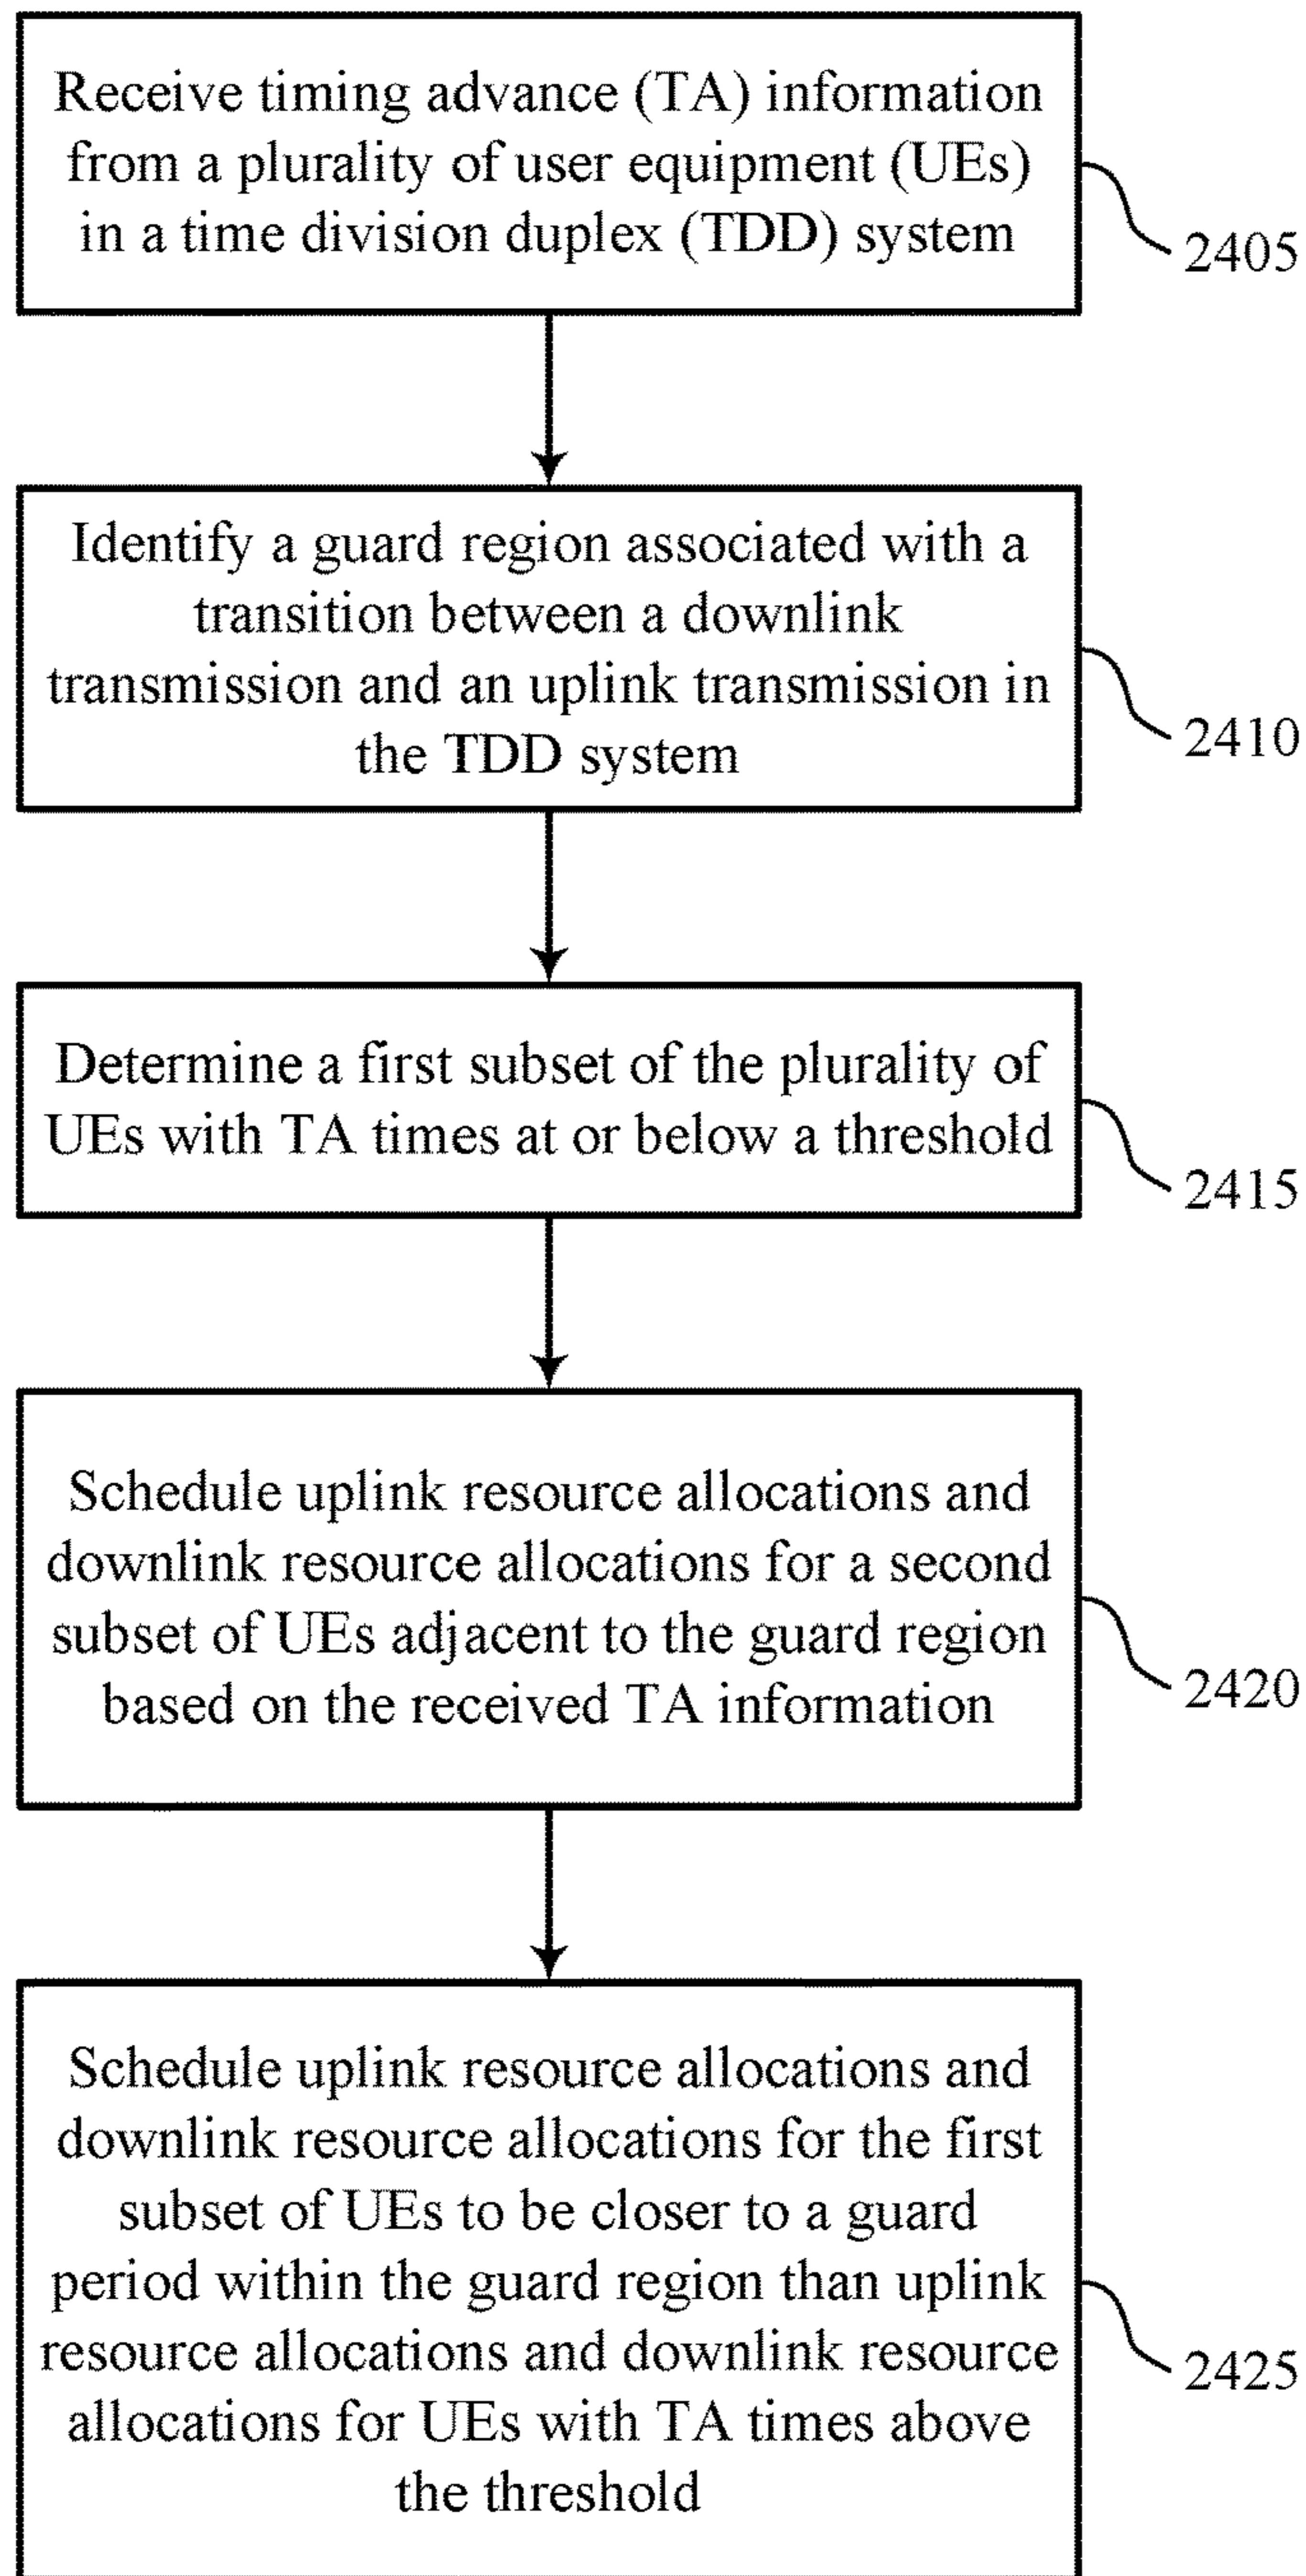 Receive timing advance (TA) information
from a plurality of user equipment (UEs)
in a time division duplex (TDD) system
2405
Identify a guard region associated with a
transition between a downlink
transmission and an uplink transmission in
the TDD system
2410
Determine a first subset of the plurality of
UEs with TA times at or below a threshold
2415
Schedule uplink resource allocations and
downlink resource allocations for a second
subset of UEs adjacent to the guard region
based on the received TA information
2420
Schedule uplink resource allocations and
downlink resource allocations for the first
subset of UEs to be closer to a guard
period within the guard region than uplink
resource allocations and downlink resource
allocations for UEs with TA times above
the threshold
2425